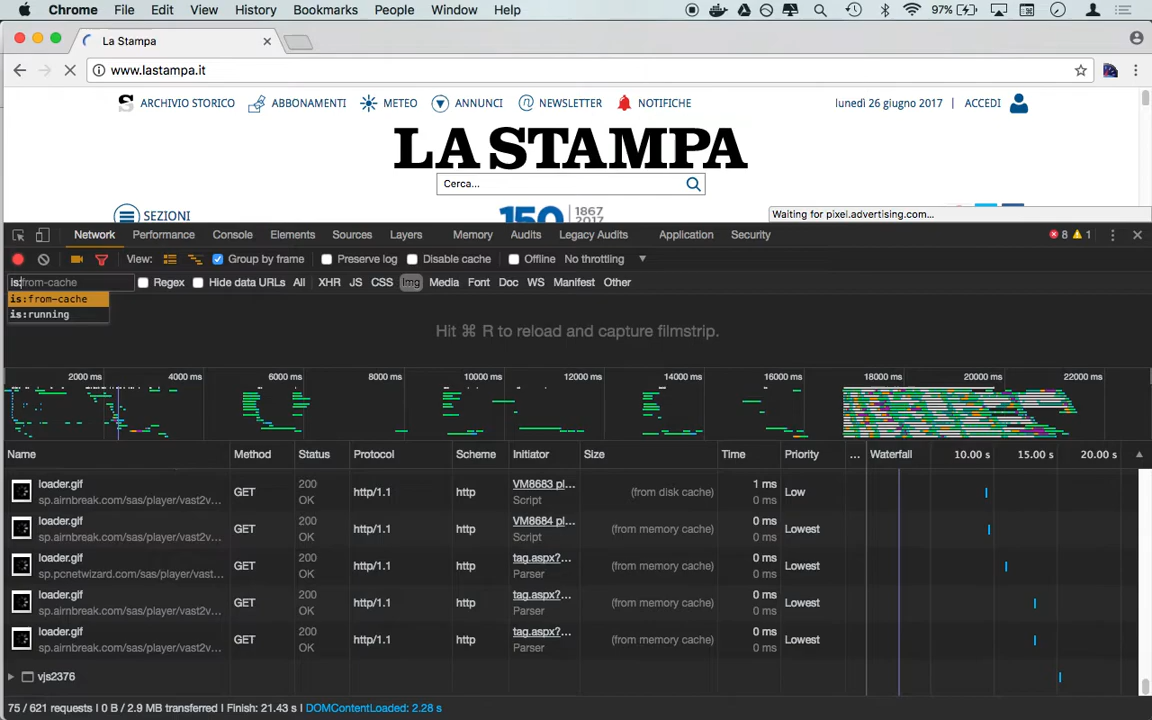 Chrome File Edit View History Bookmarks People Window Help 97%
La Stampa
www.lastampa.it
ARCHIVIO STORICO ABBONAMENTI METEO ANNUNCI NEWSLETTER NOTIFICHE lunedì 26 giugno 2017 | ACCEDI
LA STAMPA
Cerca...
SEZIONI 150 1867 2017 Waiting for pixel.advertising.com...
Network Performance Console Elements Sources Layers Memory Audits Legacy Audits Application Security 8 1
View: Group by frame Preserve log Disable cache Offline No throttling
is:from-cache Regex Hide data URLs All XHR JS CSS Img Media Font Doc WS Manifest Other
is:from-cache
is:running
Hit ⌘ R to reload and capture filmstrip.
2000 ms 4000 ms 6000 ms 8000 ms 10000 ms 12000 ms 14000 ms 16000 ms 18000 ms 20000 ms 22000 ms
Name Method Status Protocol Scheme Initiator Size Time Priority ... Waterfall 10.00 s 15.00 s 20.00 s
loader.gif
sp.airnbreak.com/sas/player/vast2v... GET 200 OK http/1.1 http VM8683 pl... Script (from disk cache) 1 ms 0 ms Low
loader.gif
sp.airnbreak.com/sas/player/vast2v... GET 200 OK http/1.1 http VM8684 pl... Script (from memory cache) 0 ms 0 ms Lowest
loader.gif
sp.pcnetwizard.com/sas/player/vast... GET 200 OK http/1.1 http tag.aspx?... Parser (from memory cache) 0 ms 0 ms Lowest
loader.gif
sp.airnbreak.com/sas/player/vast2v... GET 200 OK http/1.1 http tag.aspx?... Parser (from memory cache) 0 ms 0 ms Lowest
loader.gif
sp.airnbreak.com/sas/player/vast2v... GET 200 OK http/1.1 http tag.aspx?... Parser (from memory cache) 0 ms 0 ms Lowest
vjs2376
75 / 621 requests | 0 B / 2.9 MB transferred | Finish: 21.43 s | DOMContentLoaded: 2.28 s